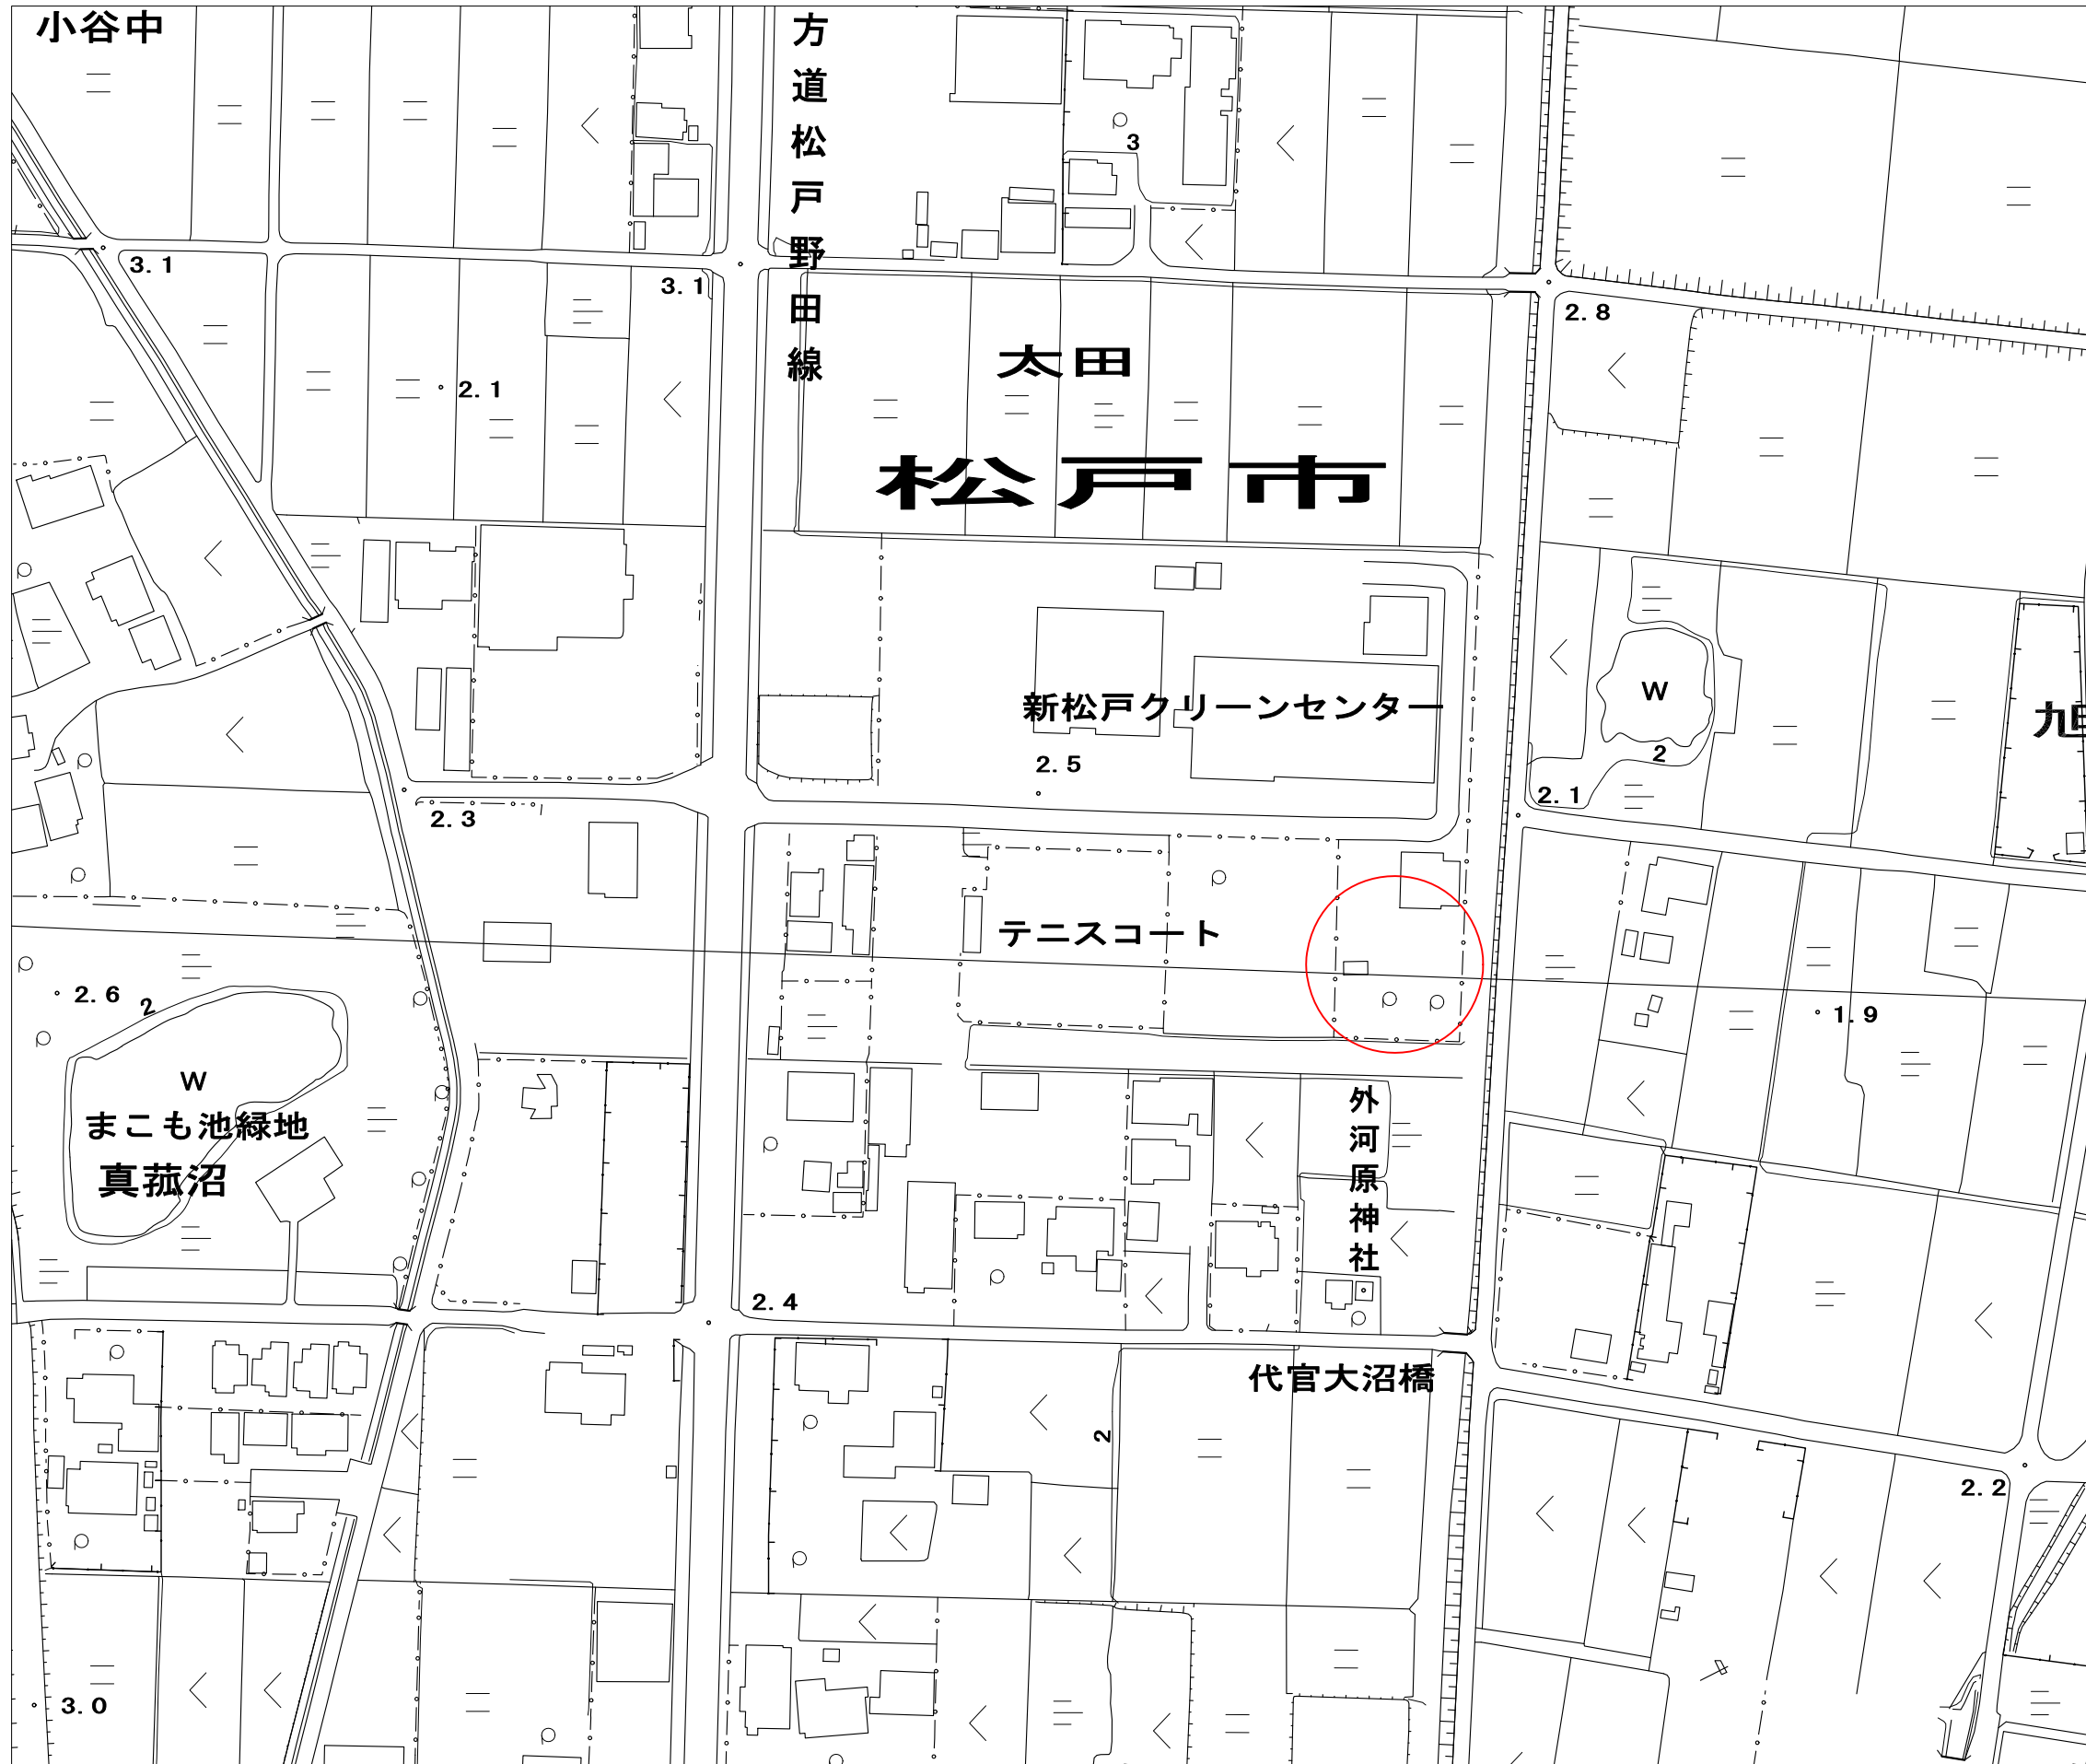 小谷中
方道松戸野田線
3
3.1
3.1
2.8
太田
2.1
松戸市
新松戸クリーンセンター
W
旭
2
2.5
2.1
2.3
テニスコート
2.6
2
1.9
W
まこも池緑地
真菰沼
外河原神社
2.4
代官大沼橋
2
2.2
3.0